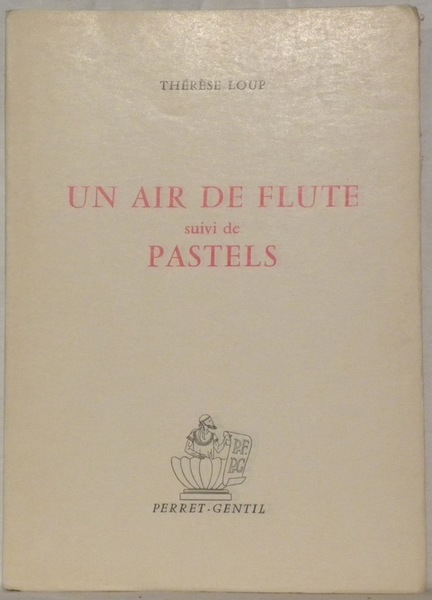 THÉRÈSE LOUP
UN AIR DE FLUTE
suivi de
PASTELS
P.F.
P.G
PERRET-GENTIL